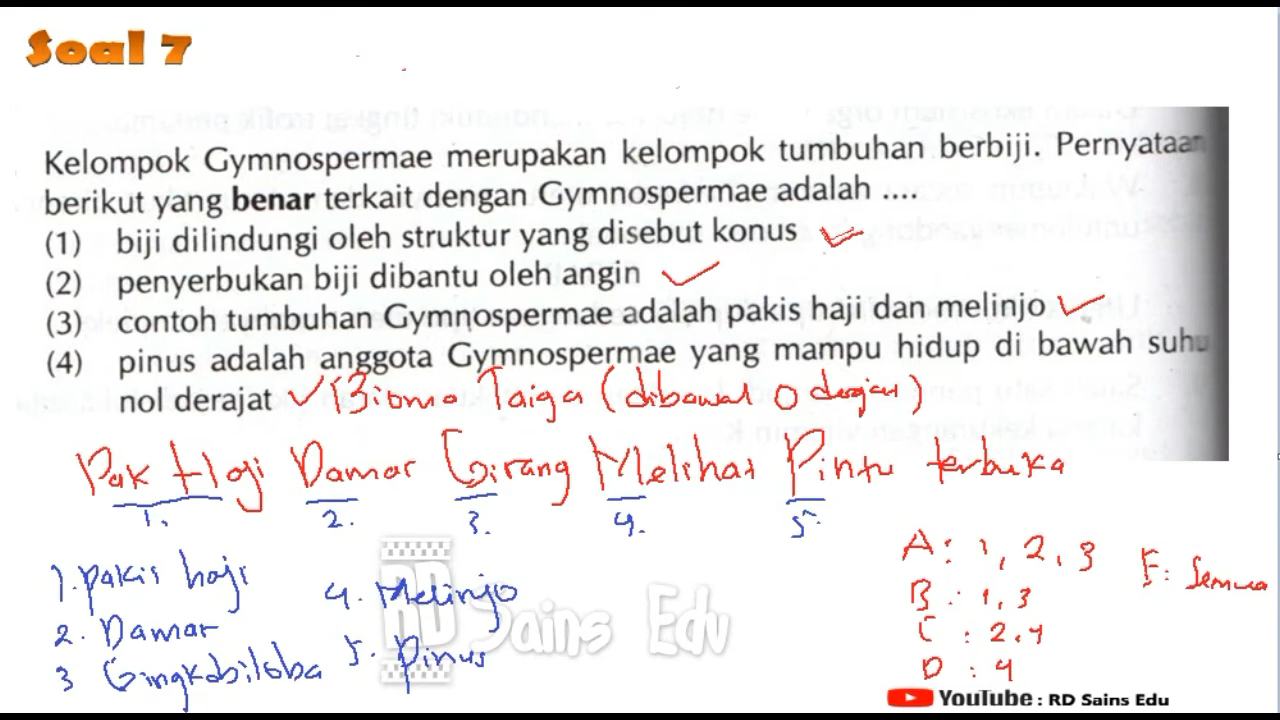 Soal 7
Kelompok Gymnospermae merupakan kelompok tumbuhan berbiji. Pernyataan
berikut yang benar terkait dengan Gymnospermae adalah ....
(1) biji dilindungi oleh struktur yang disebut konus
(2) penyerbukan biji dibantu oleh angin
(3) contoh tumbuhan Gymnospermae adalah pakis haji dan melinjo
(4) pinus adalah anggota Gymnospermae yang mampu hidup di bawah suhu
nol derajat Bioma Taiga (dibawah 0 derajat)
Pak Haji Damar Girang Melihat Pintu terbuka
1. 2. 3. 4. 5.
1. pakis haji
2. Damar
3 Gingkobiloba
4. Melinjo
5. Pinus
RD Sains Edu
A : 1, 2, 3
B : 1, 3
C : 2, 4
D : 4
E : Semua
YouTube : RD Sains Edu